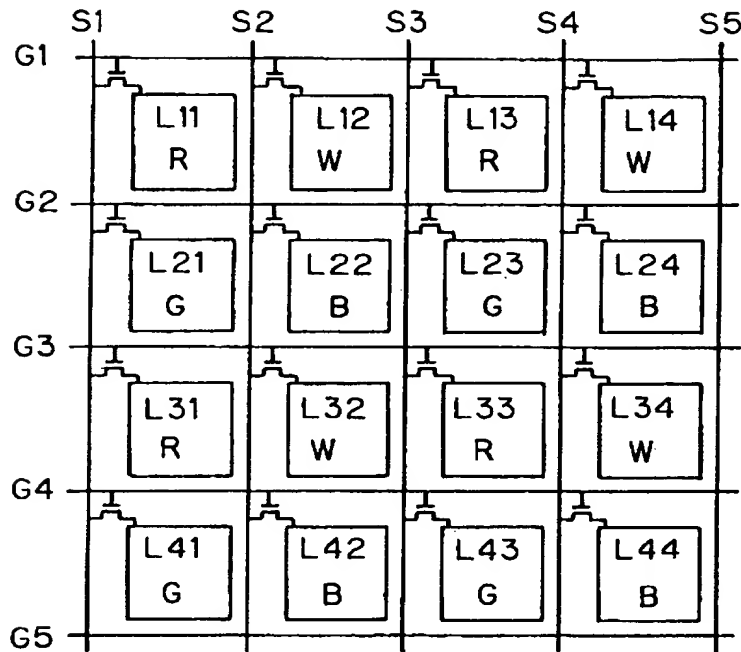 S1 S2 S3 S4 S5
G1
L11 L12 L13 L14
R W R W
G2
L21 L22 L23 L24
G B G B
G3
L31 L32 L33 L34
R W R W
G4
L41 L42 L43 L44
G B G B
G5